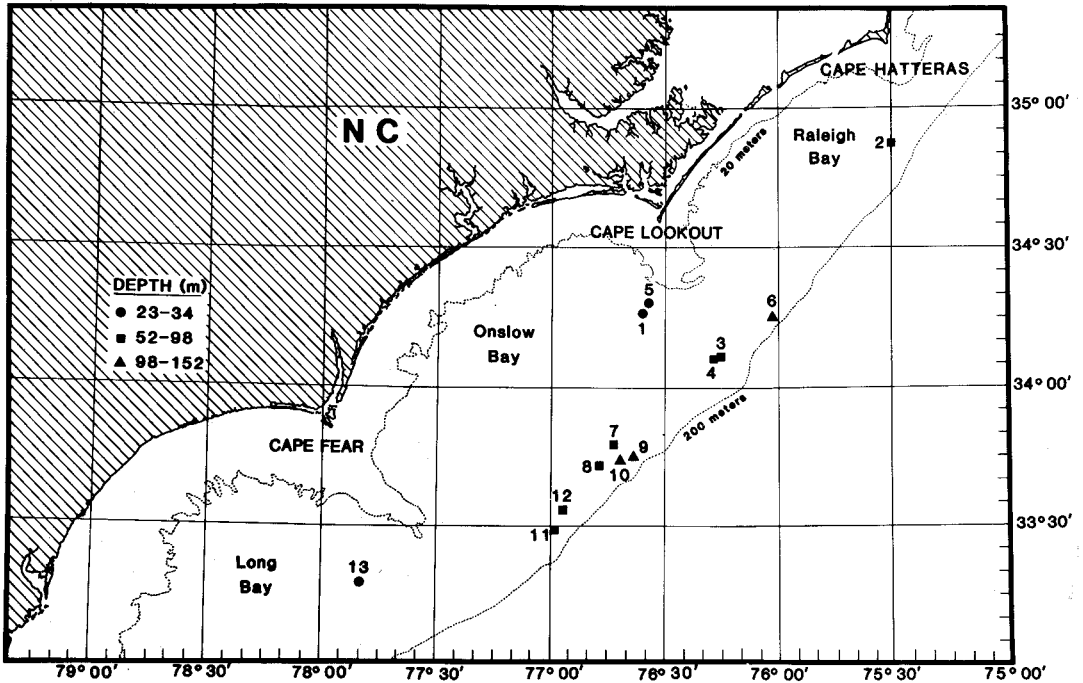 CAPE HATTERAS
35° 00'
NC
20 meters
Raleigh
Bay
2
CAPE LOOKOUT
34° 30'
DEPTH (m)
● 23-34
■ 52-98
▲ 98-152
5
1
6
Onslow
Bay
3
4
34° 00'
200 meters
CAPE FEAR
7
9
8
10
12
11
33° 30'
Long
Bay
13
79° 00'
78° 30'
78° 00'
77° 30'
77° 00'
76° 30'
76° 00'
75° 30'
75° 00'